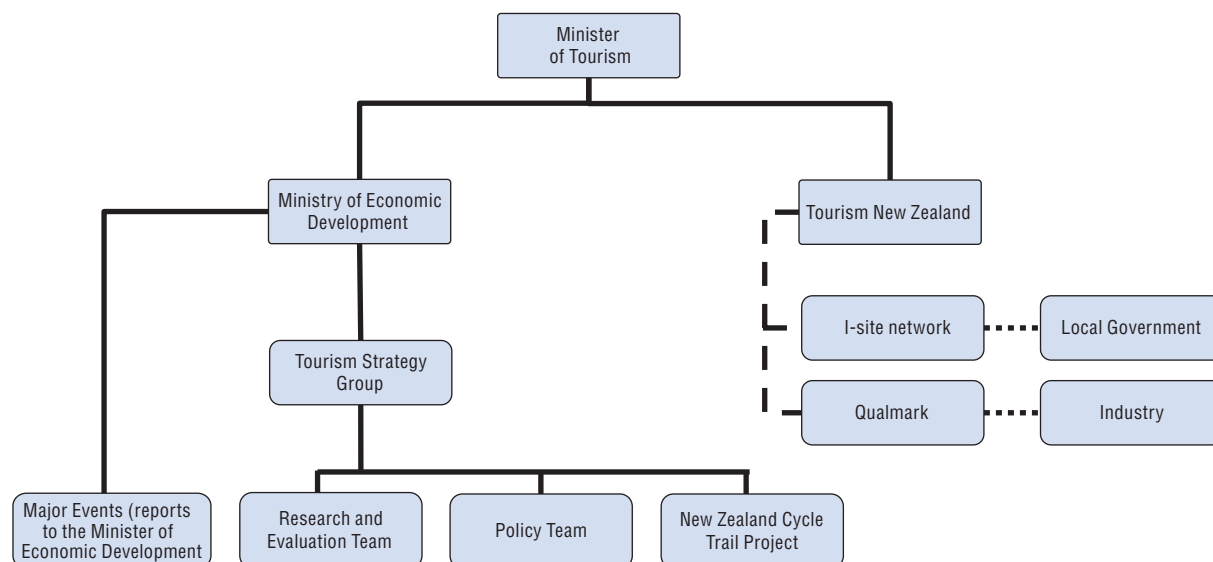 Minister
of Tourism
Ministry of Economic
Development
Tourism New Zealand
I-site network
Local Government
Tourism Strategy
Group
Qualmark
Industry
Major Events (reports
to the Minister of
Economic Development
Research and
Evaluation Team
Policy Team
New Zealand Cycle
Trail Project